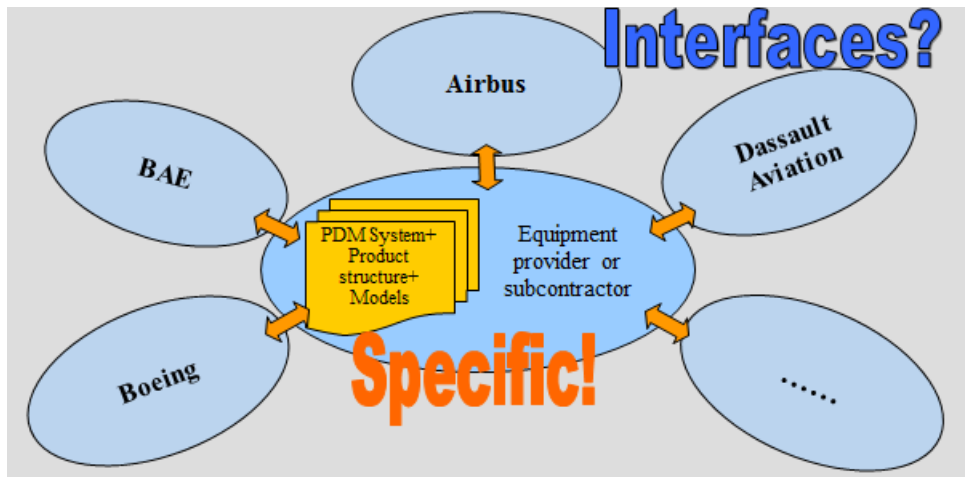 Interfaces?
Airbus
BAE
Dassault
Aviation
PDM System+
Product
structure+
Models
Equipment
provider or
subcontractor
Boeing
......
Specific!